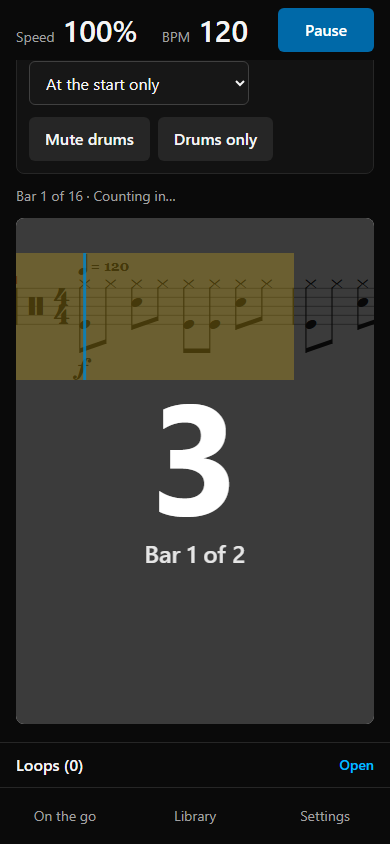 Speed 100% BPM 120 Pause
At the start only
Mute drums Drums only
Bar 1 of 16 · Counting in...
= 120
4
4
f
3
Bar 1 of 2
Loops (0) Open
On the go Library Settings